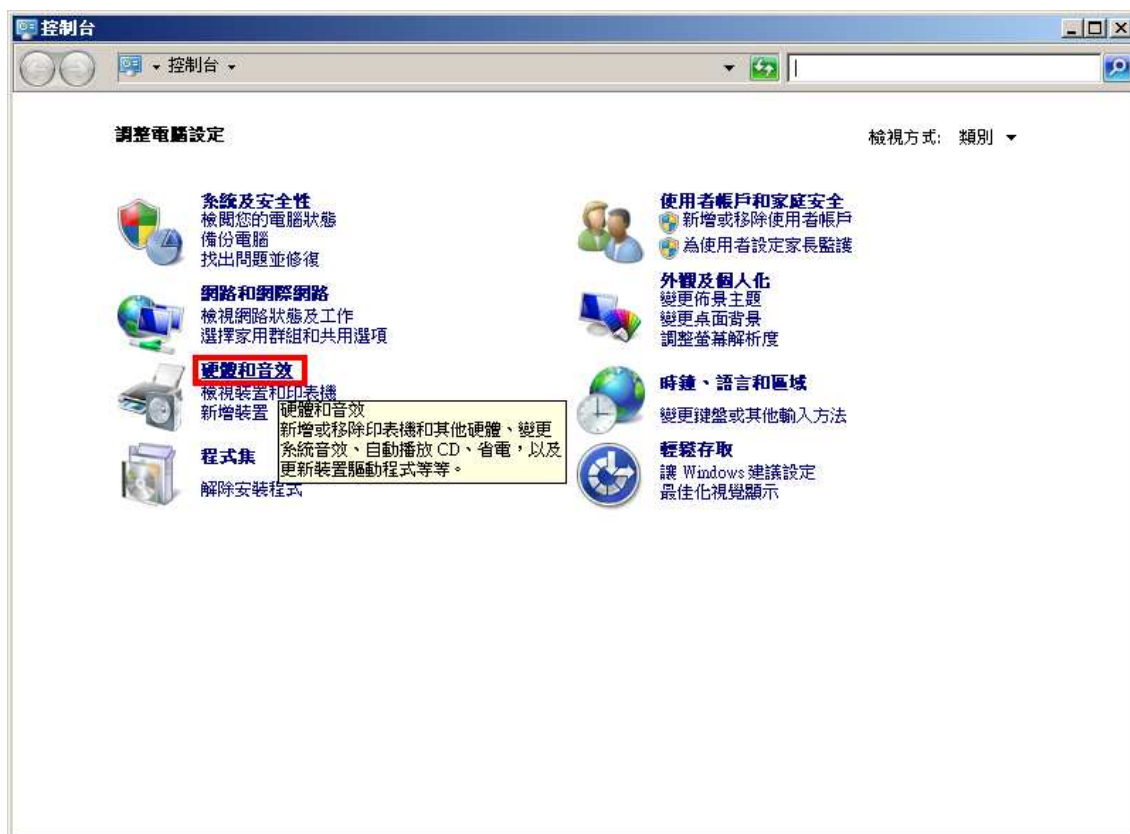 控制台
控制台
調整電腦設定
檢視方式: 類別
系統及安全性
檢閱您的電腦狀態
備份電腦
找出問題並修復
網路和網際網路
檢視網路狀態及工作
選擇家用群組和共用選項
硬體和音效
檢視裝置和印表機
新增裝置
硬體和音效
新增或移除印表機和其他硬體、變更
系統音效、自動播放 CD、省電，以及
更新裝置驅動程式等等。
程式集
解除安裝程式
使用者帳戶和家庭安全
新增或移除使用者帳戶
為使用者設定家長監護
外觀及個人化
變更佈景主題
變更桌面背景
調整螢幕解析度
時鐘、語言和區域
變更鍵盤或其他輸入方法
輕鬆存取
讓 Windows 建議設定
最佳化視覺顯示